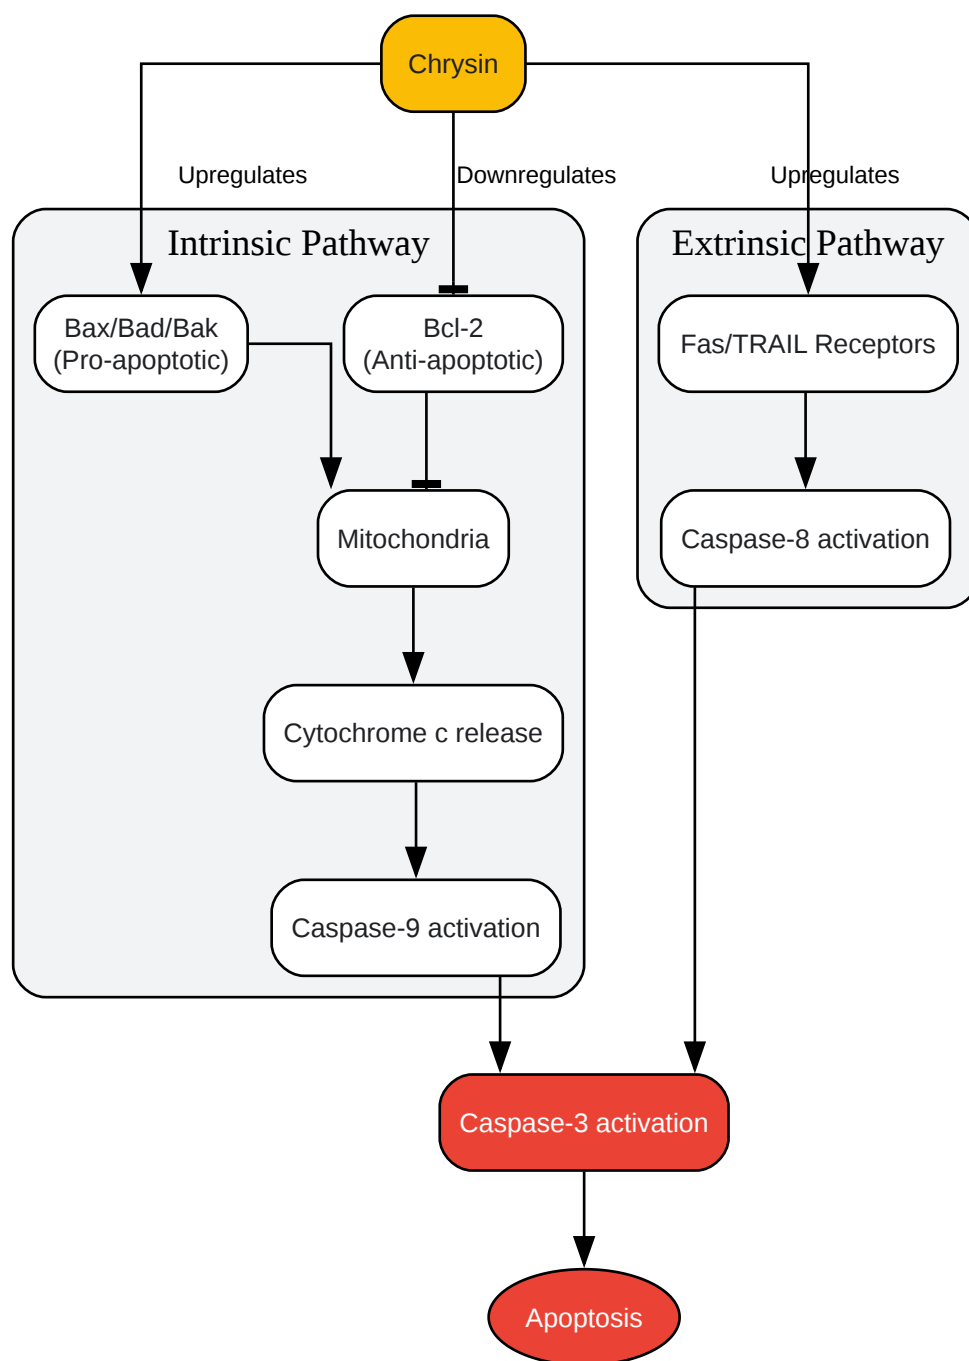 Chrysin
Upregulates
Downregulates
Upregulates
Intrinsic Pathway
Extrinsic Pathway
Bax/Bad/Bak
(Pro-apoptotic)
Bcl-2
(Anti-apoptotic)
Fas/TRAIL Receptors
Mitochondria
Caspase-8 activation
Cytochrome c release
Caspase-9 activation
Caspase-3 activation
Apoptosis